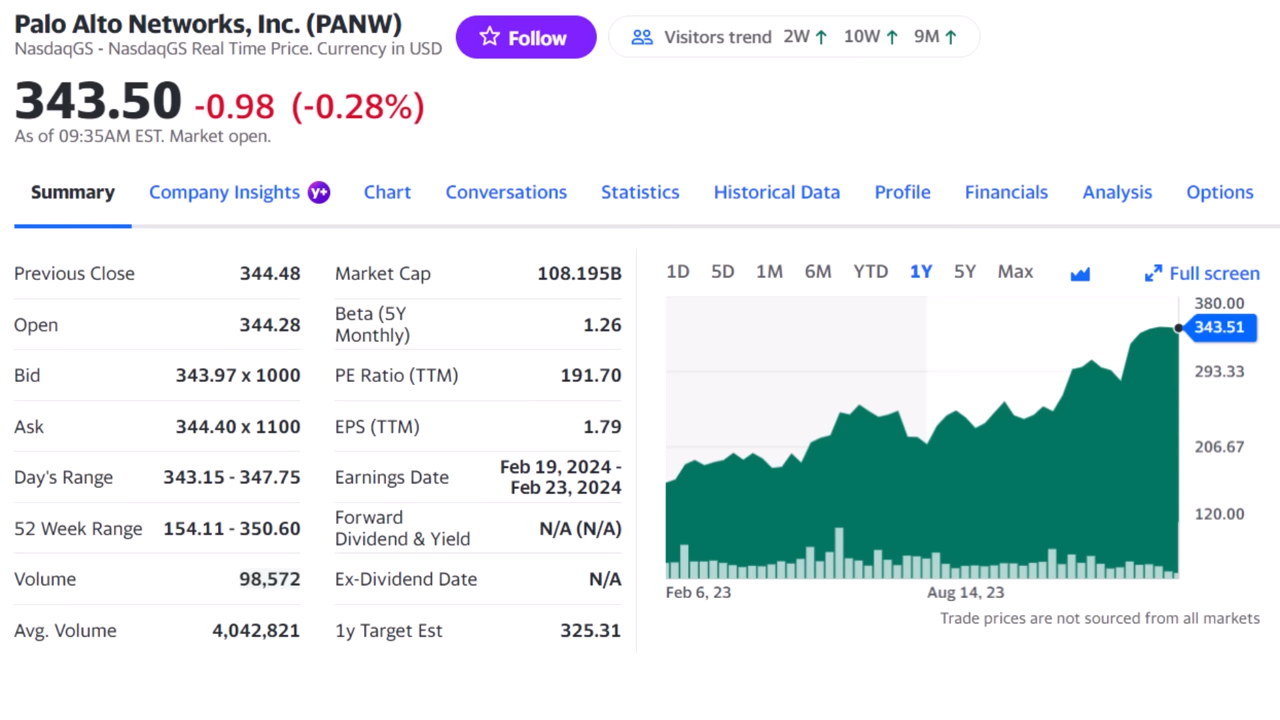 Palo Alto Networks, Inc. (PANW)
NasdaqGS - NasdaqGS Real Time Price. Currency in USD
Follow
Visitors trend 2W ↑ 10W ↑ 9M ↑
343.50 -0.98 (-0.28%)
As of 09:35AM EST. Market open.
Summary Company Insights Y+ Chart Conversations Statistics Historical Data Profile Financials Analysis Options
Previous Close 344.48
Open 344.28
Bid 343.97 x 1000
Ask 344.40 x 1100
Day's Range 343.15 - 347.75
52 Week Range 154.11 - 350.60
Volume 98,572
Avg. Volume 4,042,821
Market Cap 108.195B
Beta (5Y
Monthly) 1.26
PE Ratio (TTM) 191.70
EPS (TTM) 1.79
Earnings Date Feb 19, 2024 -
Feb 23, 2024
Forward
Dividend & Yield N/A (N/A)
Ex-Dividend Date N/A
1y Target Est 325.31
1D 5D 1M 6M YTD 1Y 5Y Max Full screen
380.00
343.51
293.33
206.67
120.00
Feb 6, 23 Aug 14, 23
Trade prices are not sourced from all markets